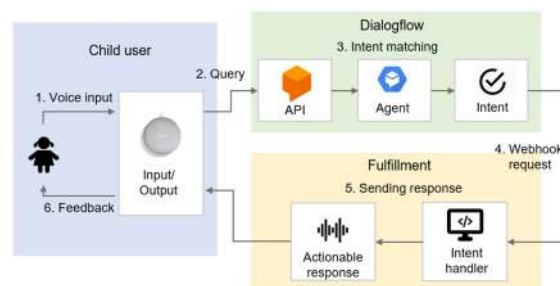 Child user
1. Voice input
Input/
Output
6. Feedback
2. Query
Dialogflow
3. Intent matching
API
Agent
Intent
4. Webhook
request
Fulfillment
5. Sending response
Actionable
response
</>
Intent
handler